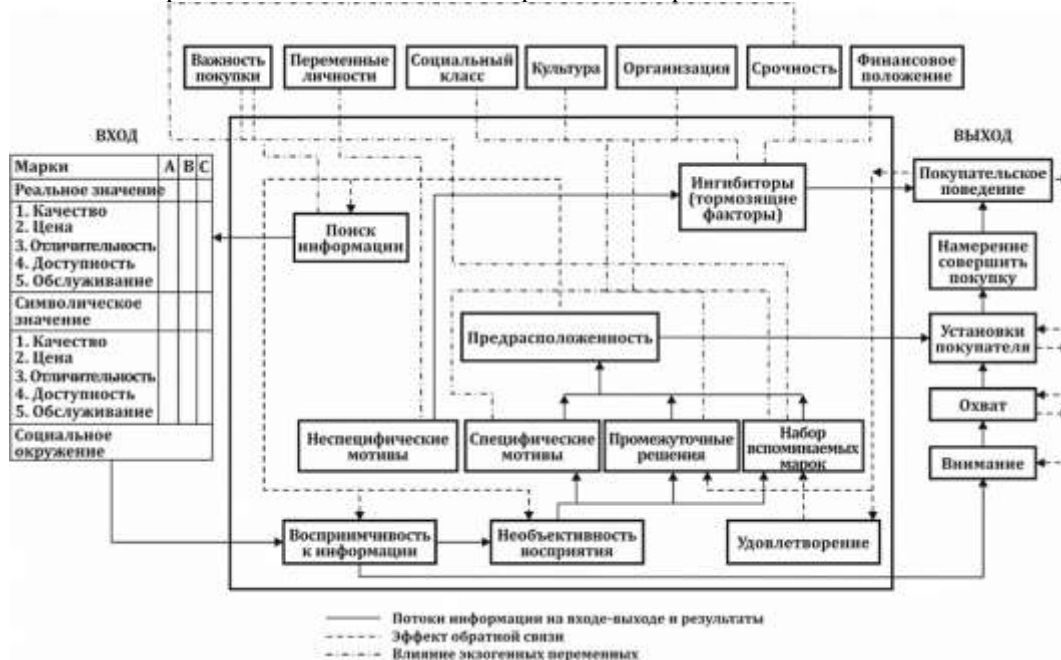 Важность
покупки
Переменные
личности
Социальный
класс
Культура
Организация
Срочность
Финансовое
положение
ВХОД
ВЫХОД
Марки A B C
Реальное значение
1. Качество
2. Цена
3. Отличительность
4. Доступность
5. Обслуживание
Символическое
значение
1. Качество
2. Цена
3. Отличительность
4. Доступность
5. Обслуживание
Социальное
окружение
Поиск
информации
Ингибиторы
(тормозящие
факторы)
Предрасположенность
Неспецифические
мотивы
Специфические
мотивы
Промежуточные
решения
Набор
вспоминаемых
марок
Восприимчивость
к информации
Необъективность
восприятия
Удовлетворение
Покупательское
поведение
Намерение
совершить
покупку
Установки
покупателя
Охват
Внимание
Потоки информации на входе-выходе и результаты
Эффект обратной связи
Влияние экзогенных переменных